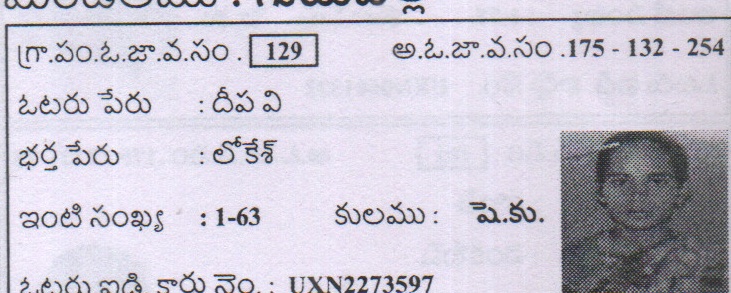 గ్రా.పం.ఓ.జా.వ.సం . 129 అ.ఓ.జా.వ.సం .175 - 132 - 254
ఓటరు పేరు : దీప వి
భర్త పేరు : లోకేశ్
ఇంటి సంఖ్య : 1-63 కులము : షె.కు.
ఓటరు ఐడి కార్డు నెం. : UXN2273597